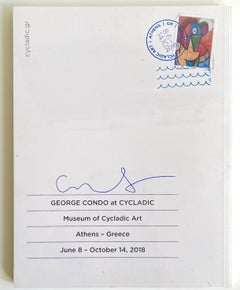 cycladic.gr
GEORGE CONDO at CYCLADIC
Museum of Cycladic Art
Athens – Greece
June 8 – October 14, 2018